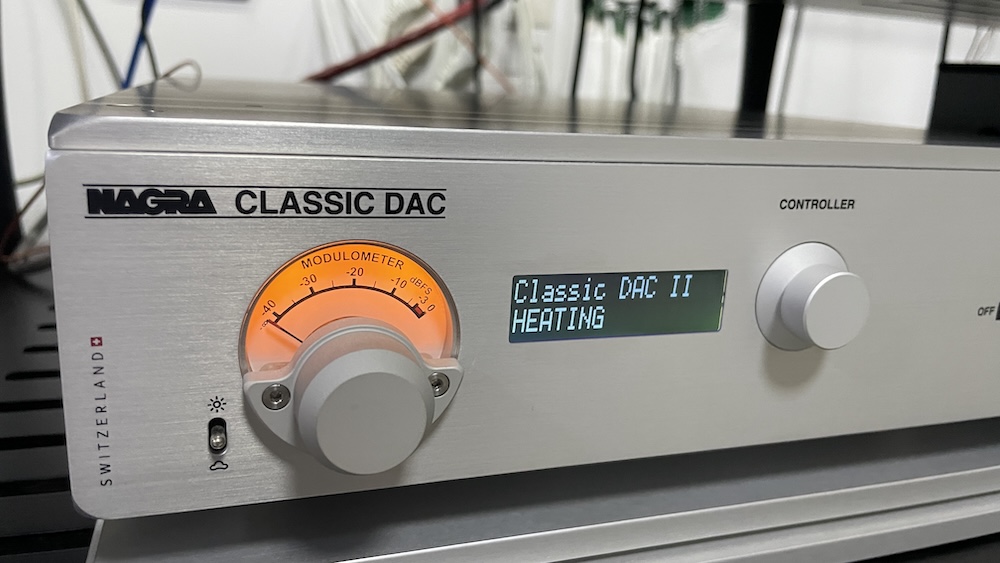 NAGRA CLASSIC DAC
CONTROLLER
MODULOMETER
-40 -30 -20 -10 dBFS -3 0
Classic DAC II
HEATING
OFF
SWITZERLAND